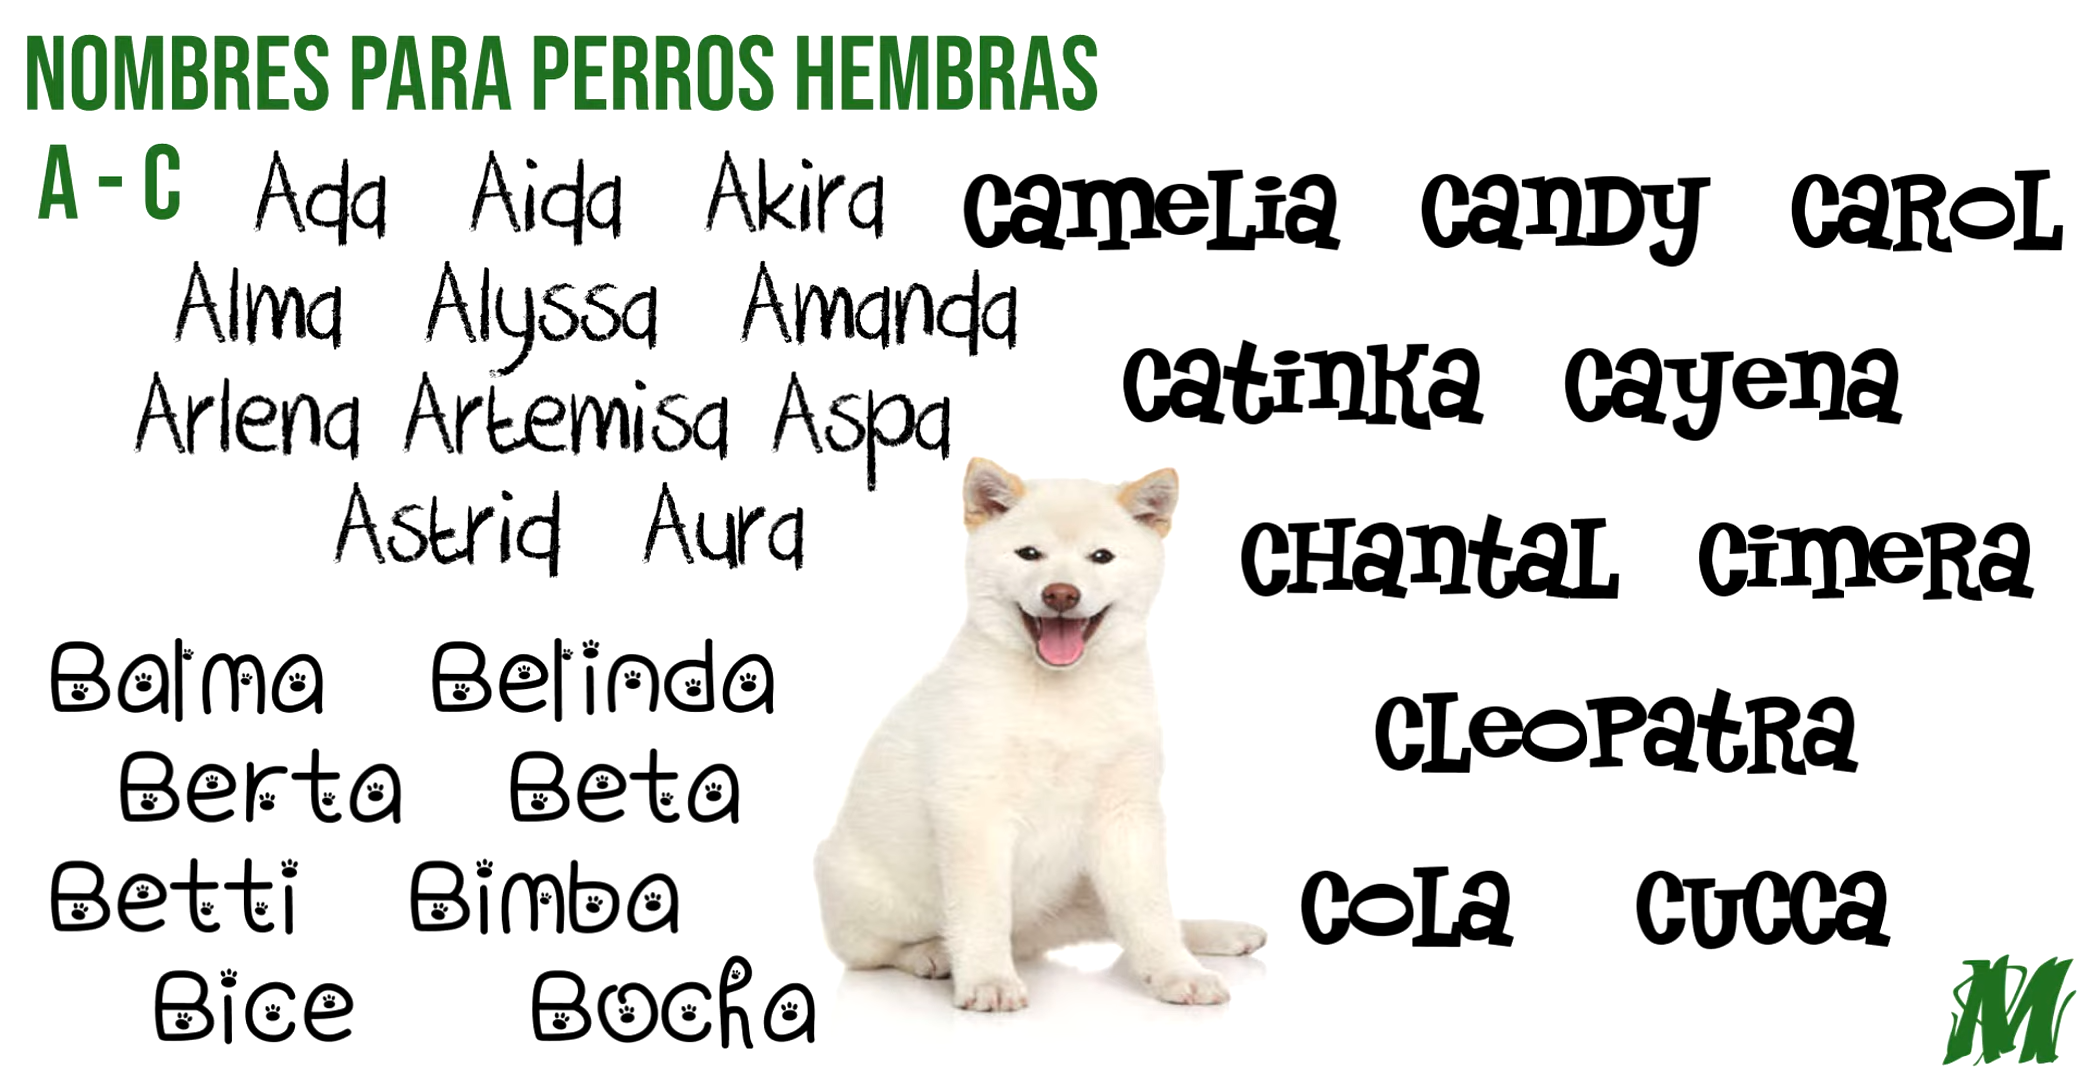 NOMBRES PARA PERROS HEMBRAS
A - C
Ada Aida Akira
Alma Alyssa Amanda
Arlena Artemisa Aspa
Astrid Aura
Balma Belinda
Berta Beta
Betti Bimba
Bice Bocha
Camelia Candy Carol
Catinka Cayena
Chantal Cimera
Cleopatra
Cola Cucca
M